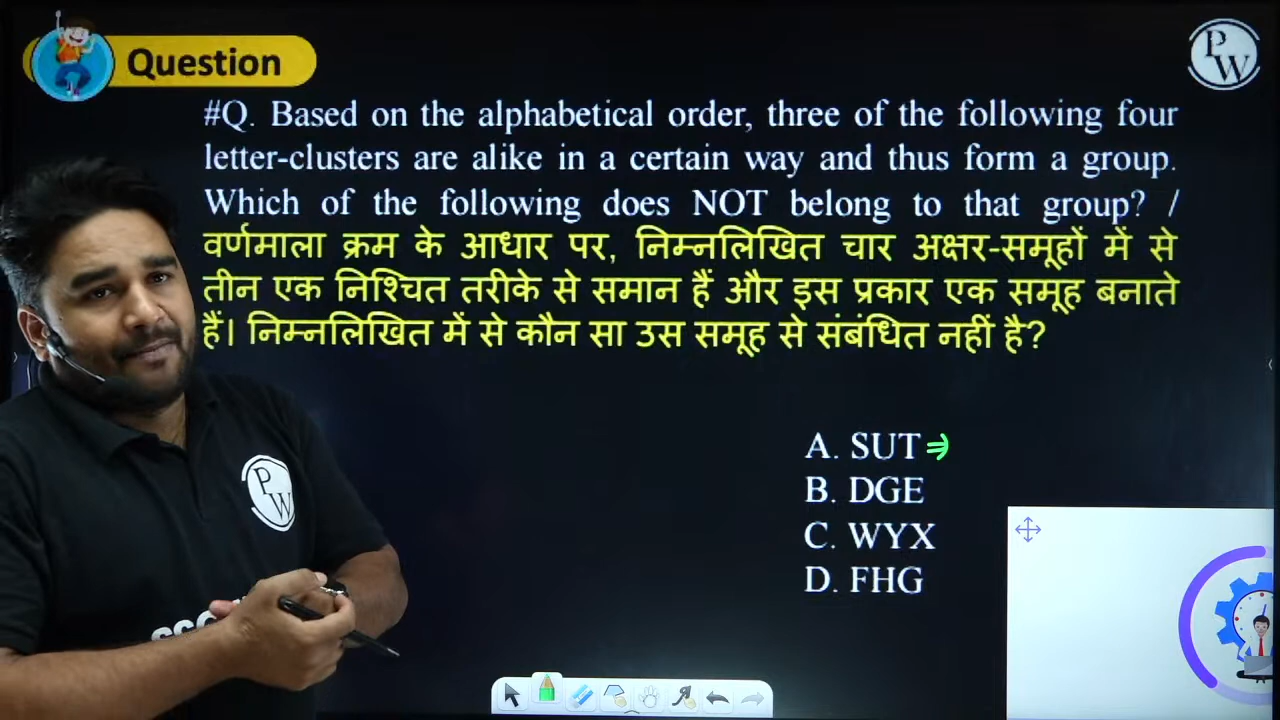 Question
PW
#Q. Based on the alphabetical order, three of the following four
letter-clusters are alike in a certain way and thus form a group.
Which of the following does NOT belong to that group? /
वर्णमाला क्रम के आधार पर, निम्नलिखित चार अक्षर-समूहों में से
तीन एक निश्चित तरीके से समान हैं और इस प्रकार एक समूह बनाते
हैं। निम्नलिखित में से कौन सा उस समूह से संबंधित नहीं है?
A. SUT ⇒
B. DGE
C. WYX
D. FHG
PW